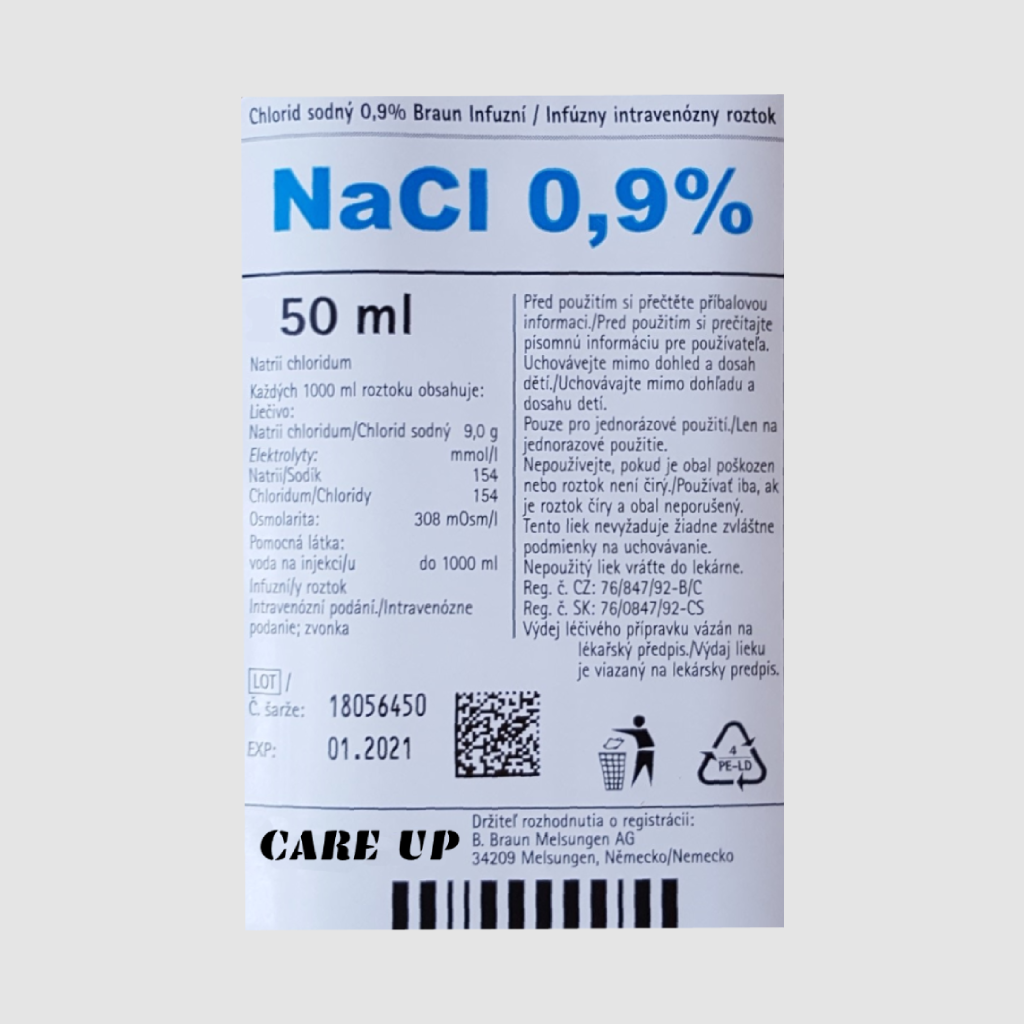 Chlorid sodný 0,9% Braun Infuzní / Infúzny intravenózny roztok
NaCl 0,9%
50 ml
Natrii chloridum
Každých 1000 ml roztoku obsahuje:
Liečivo:
Natrii chloridum/Chlorid sodný 9,0 g
Elektrolyty: mmol/l
Natrii/Sodík 154
Chloridum/Chloridy 154
Osmolarita: 308 mOsm/l
Pomocná látka:
voda na injekci/u do 1000 ml
Infuzní/y roztok
Intravenózní podání./Intravenózne
podanie; zvonka
Před použitím si přečtěte příbalovou
informaci./Pred použitím si prečítajte
písomnú informáciu pre používateľa.
Uchovávejte mimo dohled a dosah
dětí./Uchovávajte mimo dohľadu a
dosahu detí.
Pouze pro jednorázové použití./Len na
jednorazové použitie.
Nepoužívejte, pokud je obal poškozen
nebo roztok není čirý./Používať iba, ak
je roztok číry a obal neporušený.
Tento liek nevyžaduje žiadne zvláštne
podmienky na uchovávanie.
Nepoužitý liek vráťte do lekárne.
Reg. č. CZ: 76/847/92-B/C
Reg. č. SK: 76/0847/92-CS
Výdej léčivého přípravku vázán na
lékařský předpis./Výdaj lieku
je viazaný na lekársky predpis.
LOT /
Č. šarže: 18056450
EXP: 01.2021
4
PE-LD
CARE UP
Držiteľ rozhodnutia o registrácii:
B. Braun Melsungen AG
34209 Melsungen, Německo/Nemecko